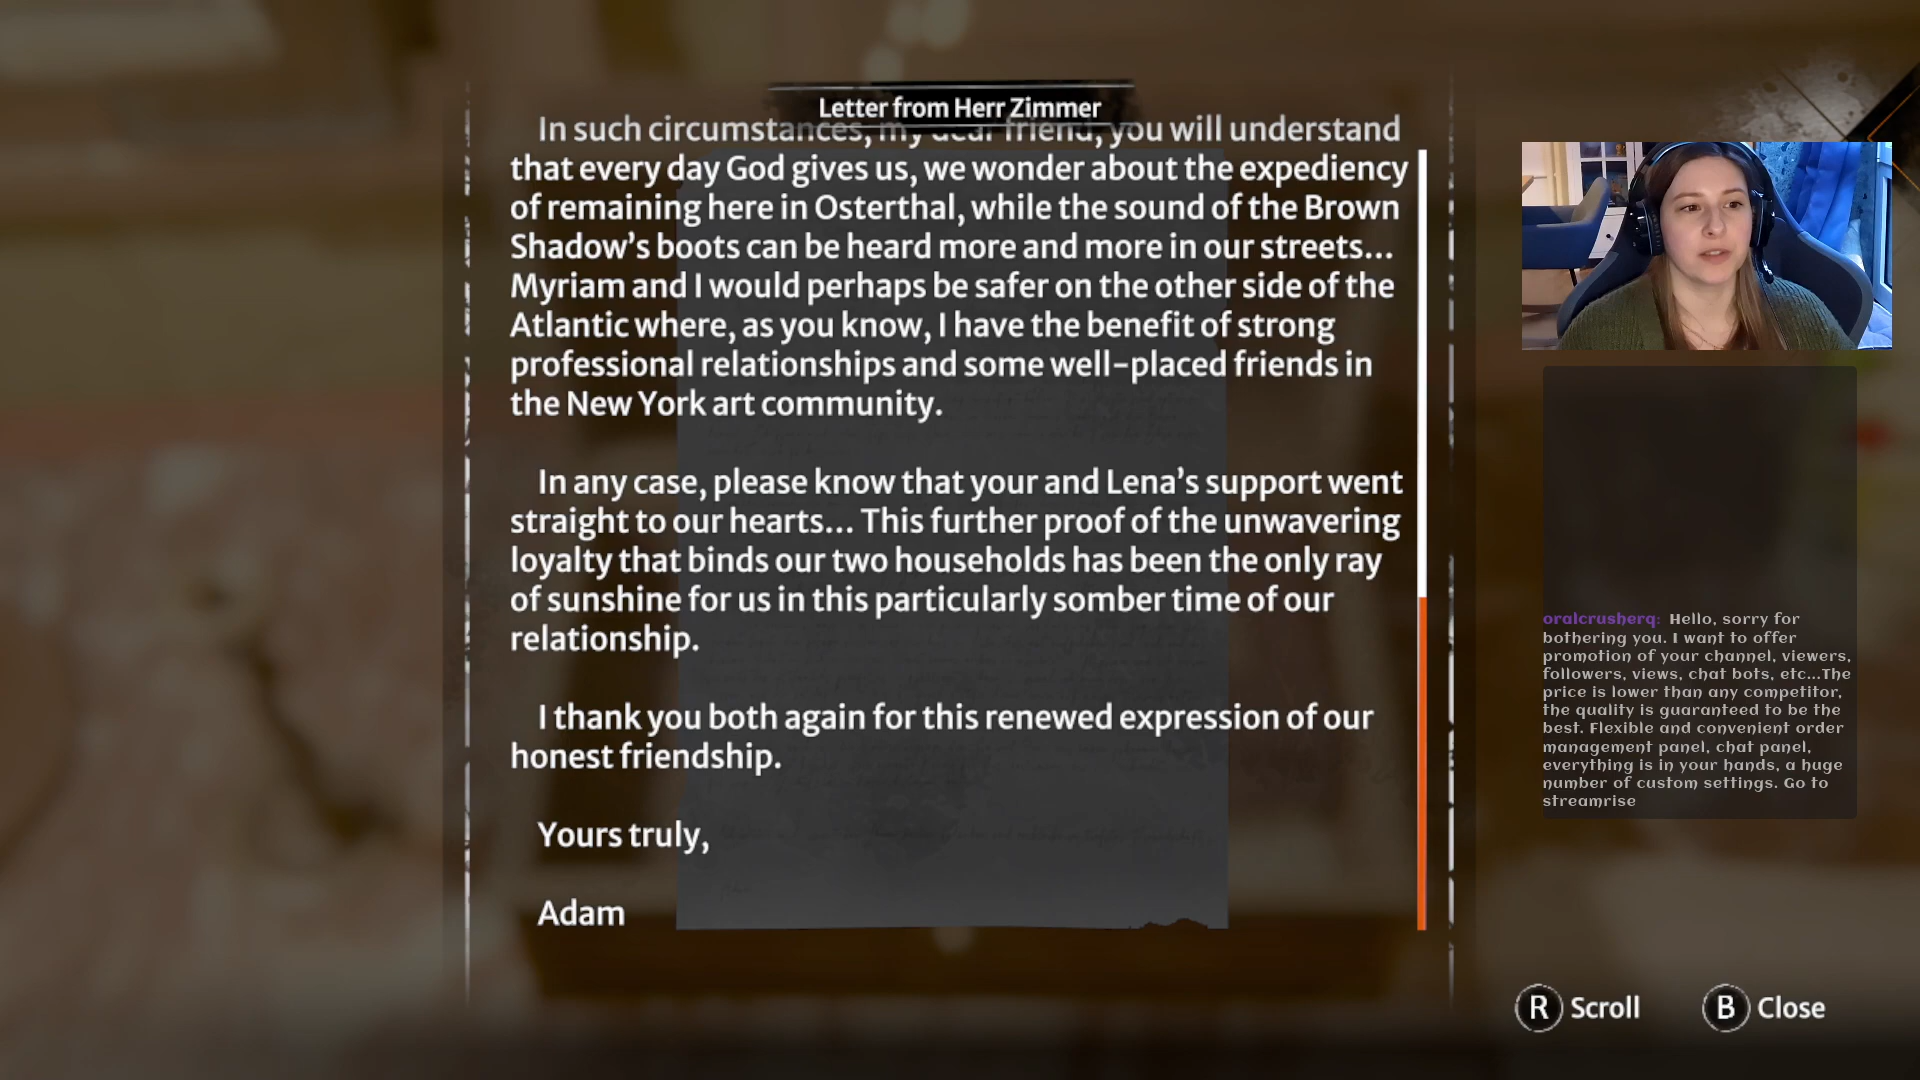 Letter from Herr Zimmer
In such circumstances, my dear friend, you will understand
that every day God gives us, we wonder about the expediency
of remaining here in Osterthal, while the sound of the Brown
Shadow’s boots can be heard more and more in our streets...
Myriam and I would perhaps be safer on the other side of the
Atlantic where, as you know, I have the benefit of strong
professional relationships and some well-placed friends in
the New York art community.
In any case, please know that your and Lena’s support went
straight to our hearts... This further proof of the unwavering
loyalty that binds our two households has been the only ray
of sunshine for us in this particularly somber time of our
relationship.
I thank you both again for this renewed expression of our
honest friendship.
Yours truly,
Adam
oralcrusherq: Hello, sorry for
bothering you. I want to offer
promotion of your channel, viewers,
followers, views, chat bots, etc...The
price is lower than any competitor,
the quality is guaranteed to be the
best. Flexible and convenient order
management panel, chat panel,
everything is in your hands, a huge
number of custom settings. Go to
streamrise
R Scroll
B Close